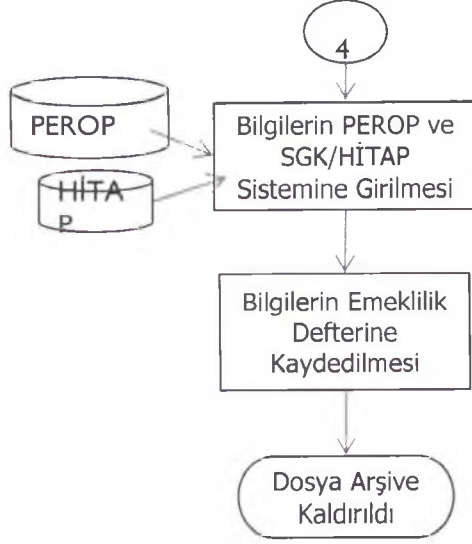 4
PEROP
HİTA
P
Bilgilerin PEROP ve
SGK/HİTAP
Sistemine Girilmesi
Bilgilerin Emeklilik
Defterine
Kaydedilmesi
Dosya Arşive
Kaldırıldı